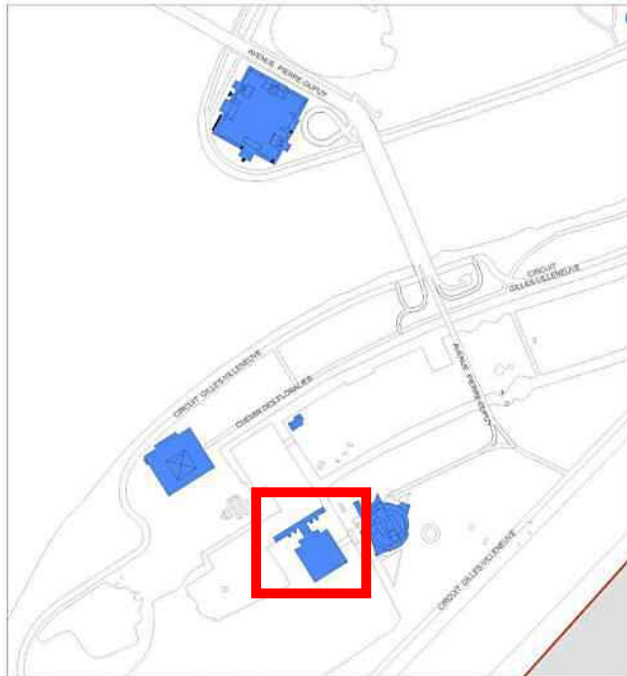 AVENUE PIERRE-DUPUY
CIRCUIT
GILLES-VILLENEUVE
CIRCUIT GILLES-VILLENEUVE
AVENUE PIERRE-DUPUY
CHEMIN DES FLORALIES
CIRCUIT GILLES-VILLENEUVE